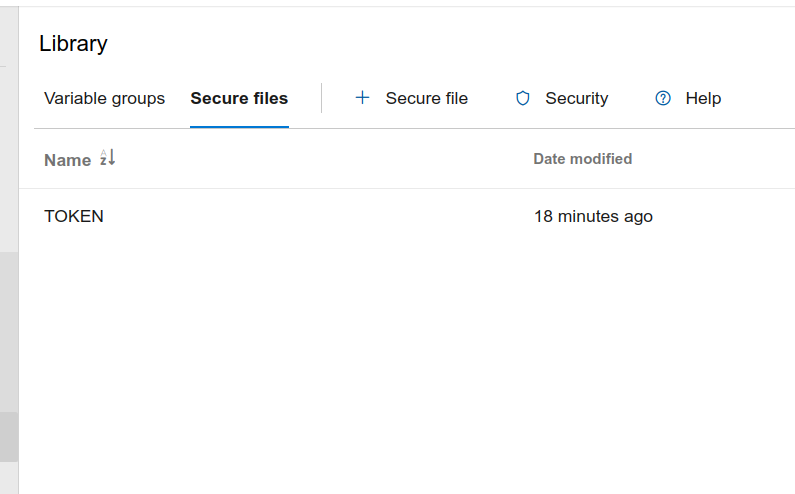 Library
Variable groups Secure files + Secure file Security Help
Name Date modified
TOKEN 18 minutes ago